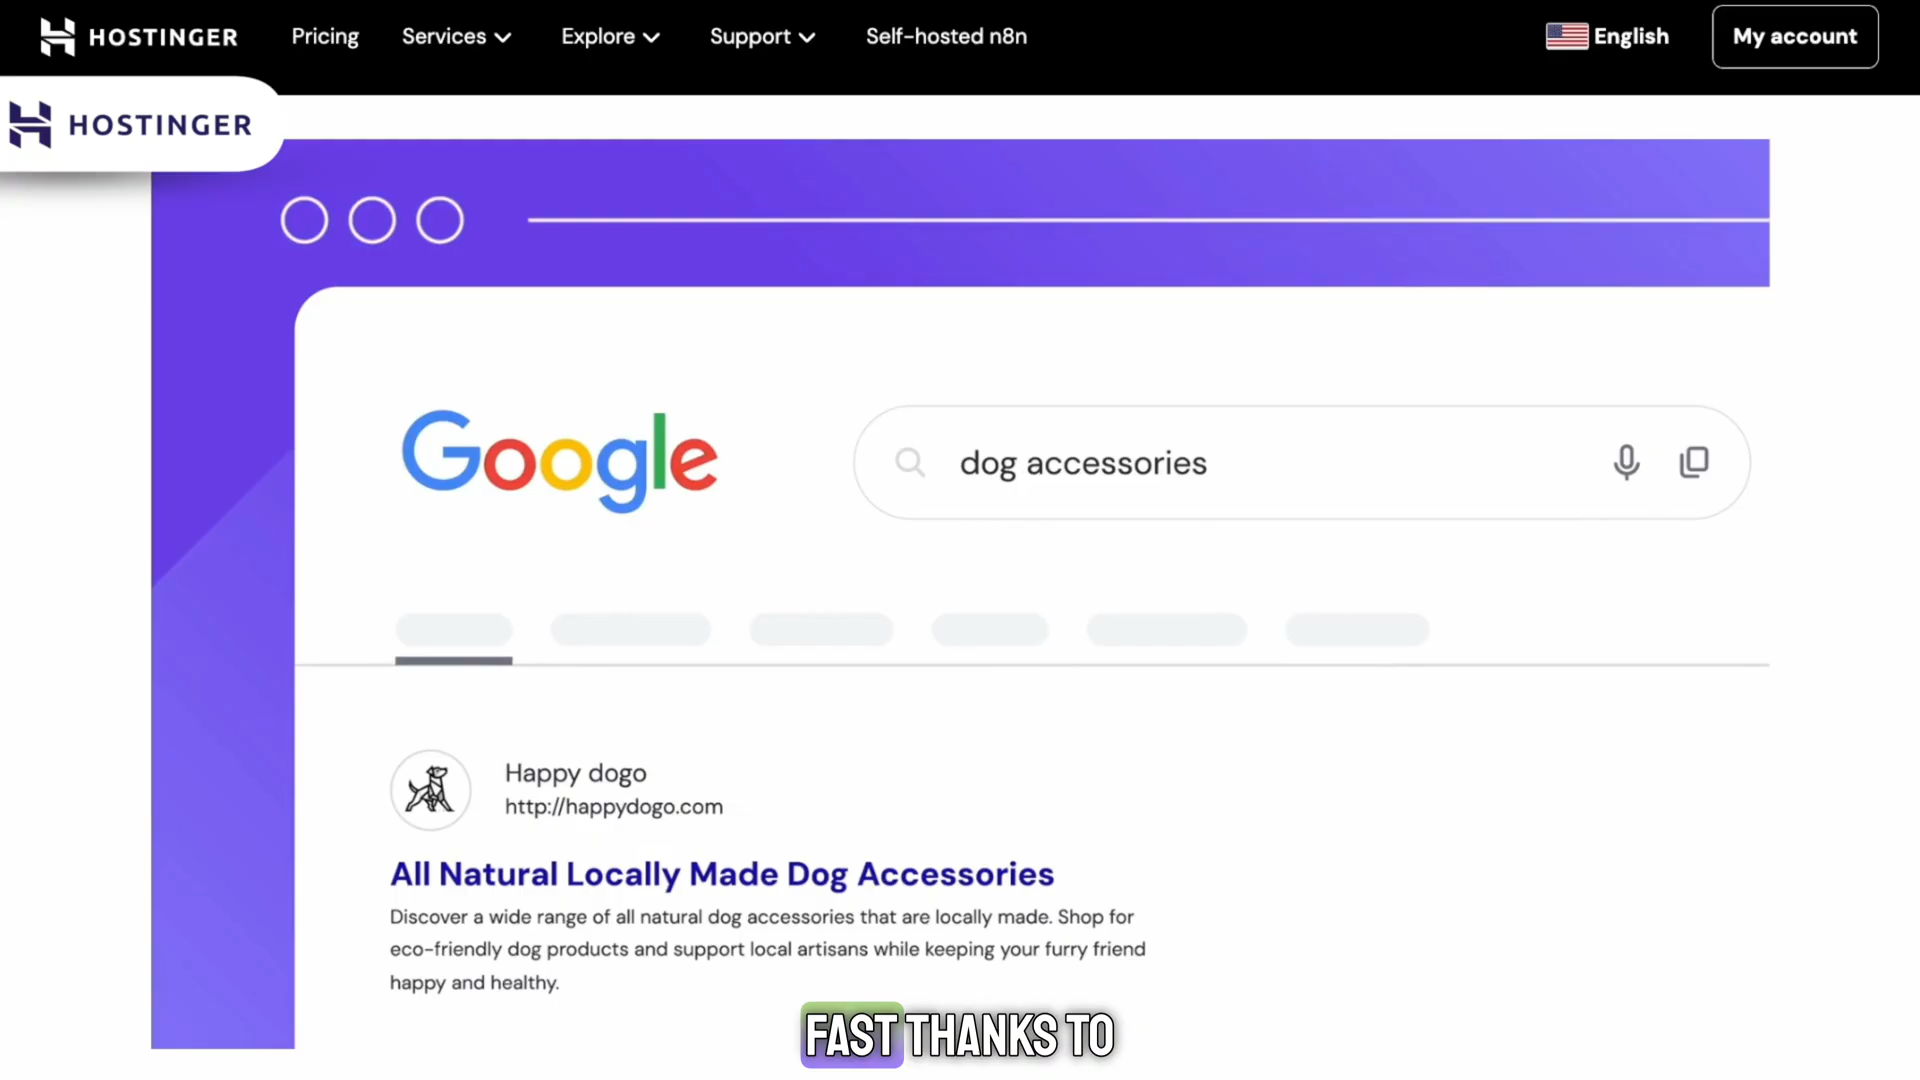 HOSTINGER Pricing Services Explore Support Self-hosted n8n English My account
HOSTINGER
Google dog accessories
Happy dogo
http://happydogo.com
All Natural Locally Made Dog Accessories
Discover a wide range of all natural dog accessories that are locally made. Shop for
eco-friendly dog products and support local artisans while keeping your furry friend
happy and healthy.
FAST THANKS TO